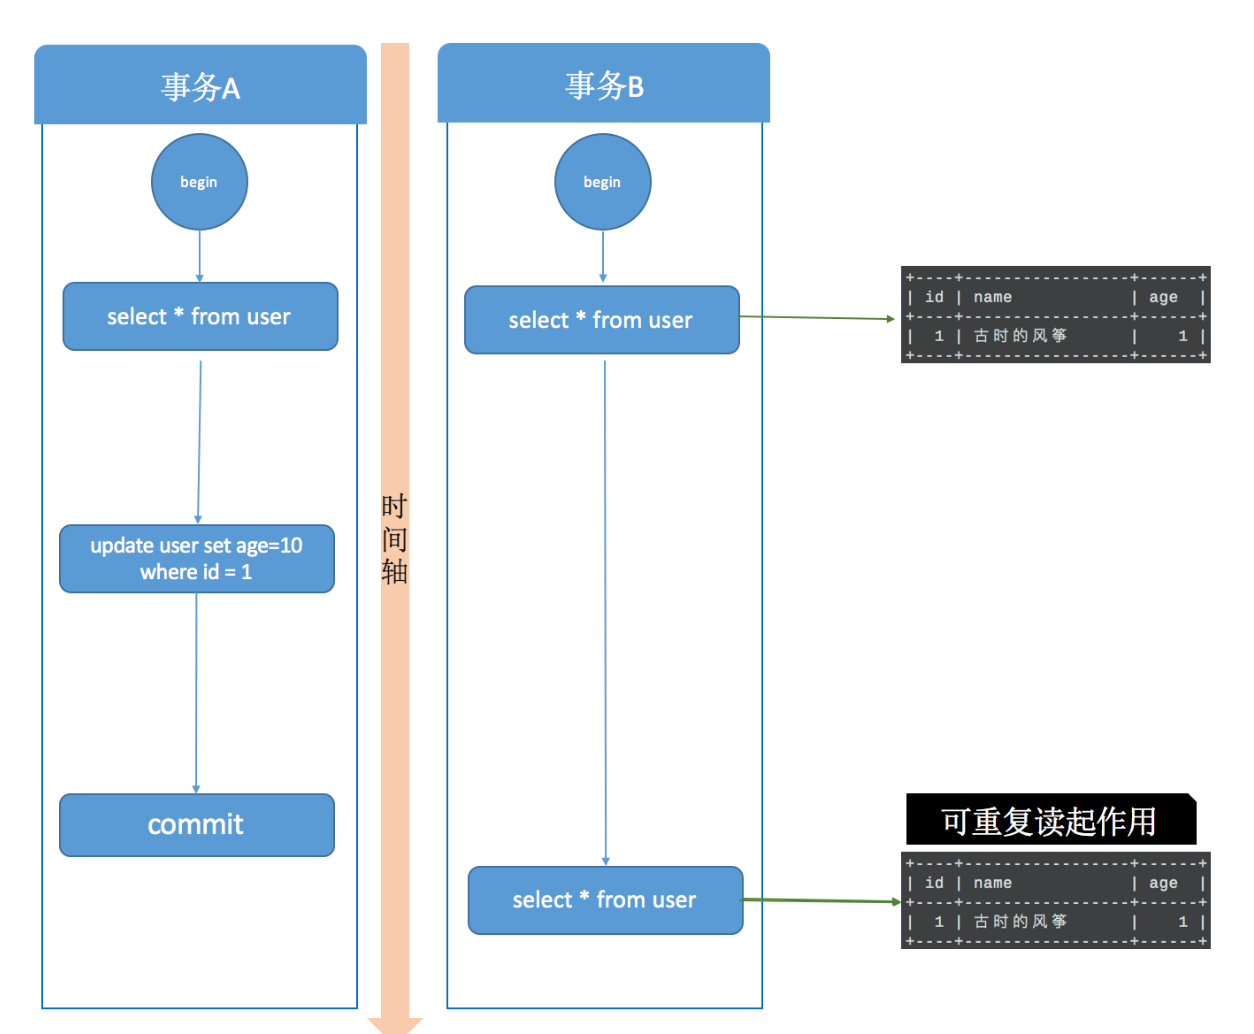 事务A
begin
select * from user
update user set age=10
where id = 1
commit
时
间
轴
事务B
begin
select * from user
select * from user
+----+-----------------+------+
| id | name            | age  |
+----+-----------------+------+
|  1 | 古时的风筝      |    1 |
+----+-----------------+------+
可重复读起作用
+----+-----------------+------+
| id | name            | age  |
+----+-----------------+------+
|  1 | 古时的风筝      |    1 |
+----+-----------------+------+